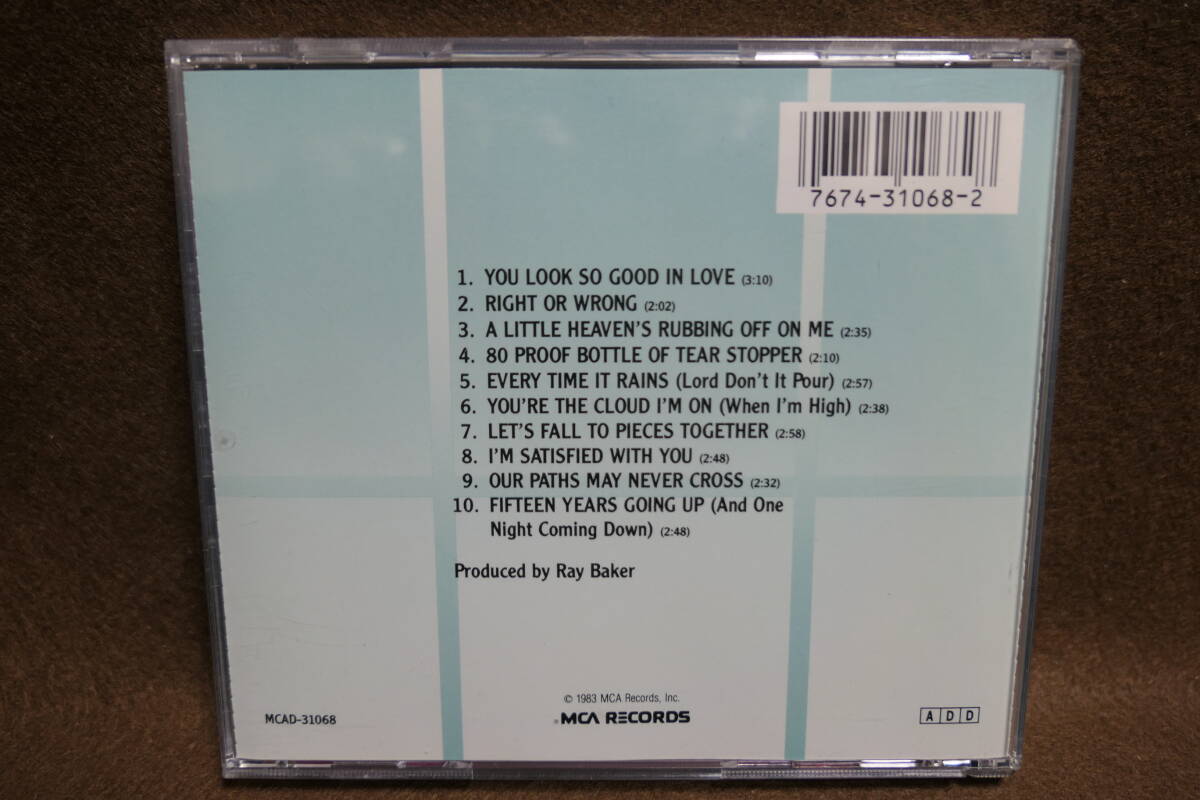 7674-31068-2
1. YOU LOOK SO GOOD IN LOVE (3:10)
2. RIGHT OR WRONG (2:02)
3. A LITTLE HEAVEN'S RUBBING OFF ON ME (2:35)
4. 80 PROOF BOTTLE OF TEAR STOPPER (2:10)
5. EVERY TIME IT RAINS (Lord Don't It Pour) (2:57)
6. YOU'RE THE CLOUD I'M ON (When I'm High) (2:38)
7. LET'S FALL TO PIECES TOGETHER (2:58)
8. I'M SATISFIED WITH YOU (2:48)
9. OUR PATHS MAY NEVER CROSS (2:32)
10. FIFTEEN YEARS GOING UP (And One
Night Coming Down) (2:48)
Produced by Ray Baker
© 1983 MCA Records, Inc.
MCA RECORDS
MCAD-31068
A D D